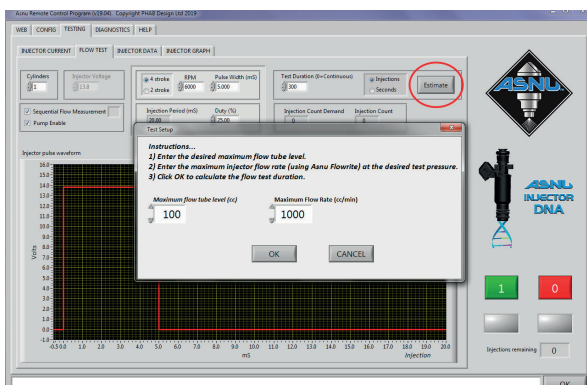 Asnu Remote Control Program (v19.04). Copyright PHAB Design Ltd 2019
WEB CONFIG TESTING DIAGNOSTICS HELP
INJECTOR CURRENT FLOW TEST INJECTOR DATA INJECTOR GRAPH
Cylinders Injector Voltage 4 stroke RPM Pulse Width (mS) Test Duration (0=Continuous) Injections
1 13.8 2 stroke 6000 5.000 300 Seconds Estimate
Sequential Flow Measurement Injection Period (mS) Duty (%) Injection Count Demand Injection Count
Pump Enable 20.00 25.00 0 0
Test Setup
Instructions...
1) Enter the desired maximum flow tube level.
2) Enter the maximum injector flow rate (using Asnu Flowrite) at the desired test pressure.
3) Click OK to calculate the flow test duration.
Maximum flow tube level (cc) Maximum Flow Rate (cc/min)
100 1000
OK CANCEL
Injector pulse waveform
16.0
15.0
14.0
13.0
12.0
11.0
10.0
9.0
8.0
7.0
6.0
5.0
4.0
3.0
2.0
1.0
0.0
-1.0
Volts
-0.50.0 1.0 2.0 3.0 4.0 5.0 6.0 7.0 8.0 9.0 10.0 11.0 12.0 13.0 14.0 15.0 16.0 17.0 18.0 19.0 20.0
mS Injection
ASNU
ASNU
INJECTOR
DNA
1 0
Injections remaining 0
OK